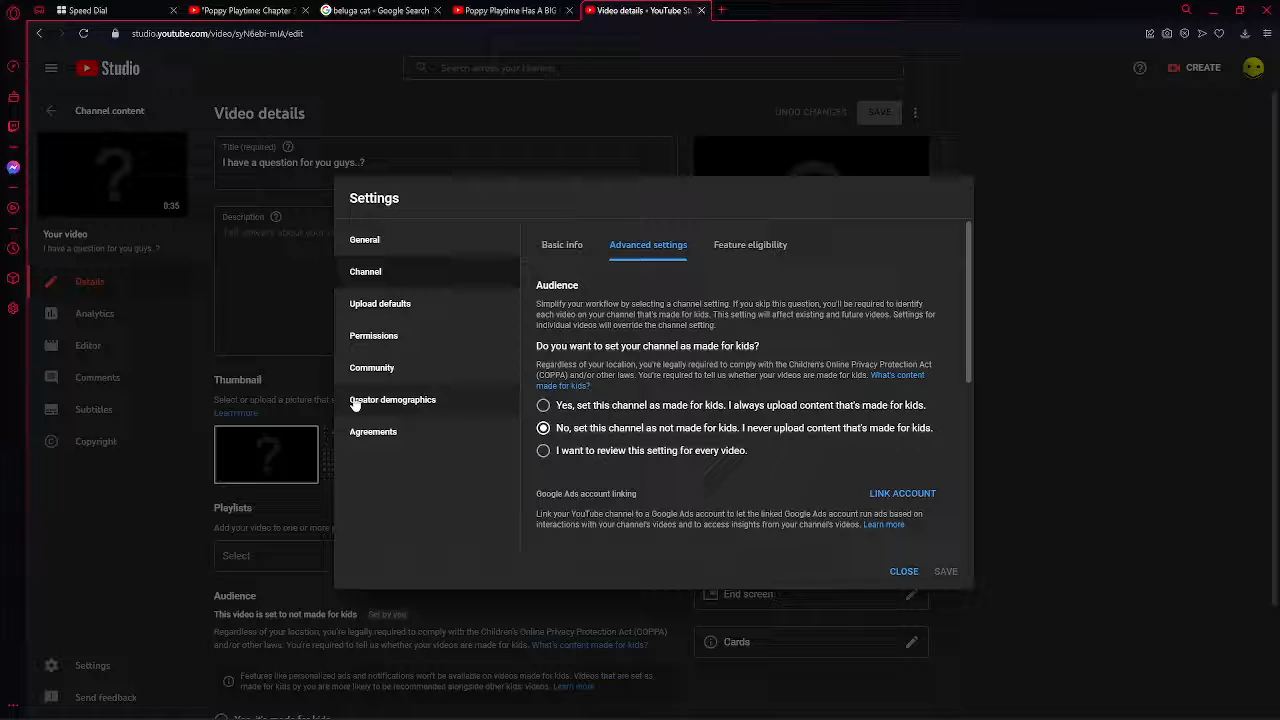 Speed Dial
"Poppy Playtime: Chapter
beluga cat - Google Search
Poppy Playtime Has A BIG
Video details - YouTube Stu
studio.youtube.com/video/syN6ebi-mIA/edit
Studio
Search across your channel
CREATE
Channel content
Video details
UNDO CHANGES
SAVE
?
0:35
Title (required)
I have a question for you guys..?
Your video
I have a question for you guys..?
Description
Tell viewers about your
Details
Analytics
Editor
Comments
Subtitles
Copyright
Settings
Send feedback
Thumbnail
Select or upload a picture that s
Learn more
?
Playlists
Add your video to one or more
Select
Audience
This video is set to not made for kids
Set by you
Regardless of your location, you're legally required to comply with the Children's Online Privacy Protection Act (COPPA)
and/or other laws. You're required to tell us whether your videos are made for kids. What's content made for kids?
Features like personalized ads and notifications won't be available on videos made for kids. Videos that are set as
made for kids by you are more likely to be recommended alongside other kids' videos. Learn more
Yes, it's made for kids
End screen
Cards
Settings
General
Channel
Upload defaults
Permissions
Community
Creator demographics
Agreements
Basic info
Advanced settings
Feature eligibility
Audience
Simplify your workflow by selecting a channel setting. If you skip this question, you'll be required to identify
each video on your channel that's made for kids. This setting will affect existing and future videos. Settings for
individual videos will override the channel setting.
Do you want to set your channel as made for kids?
Regardless of your location, you're legally required to comply with the Children's Online Privacy Protection Act
(COPPA) and/or other laws. You're required to tell us whether your videos are made for kids. What's content
made for kids?
Yes, set this channel as made for kids. I always upload content that's made for kids.
No, set this channel as not made for kids. I never upload content that's made for kids.
I want to review this setting for every video.
Google Ads account linking
LINK ACCOUNT
Link your YouTube channel to a Google Ads account to let the linked Google Ads account run ads based on
interactions with your channel's videos and to access insights from your channel's videos. Learn more
CLOSE
SAVE